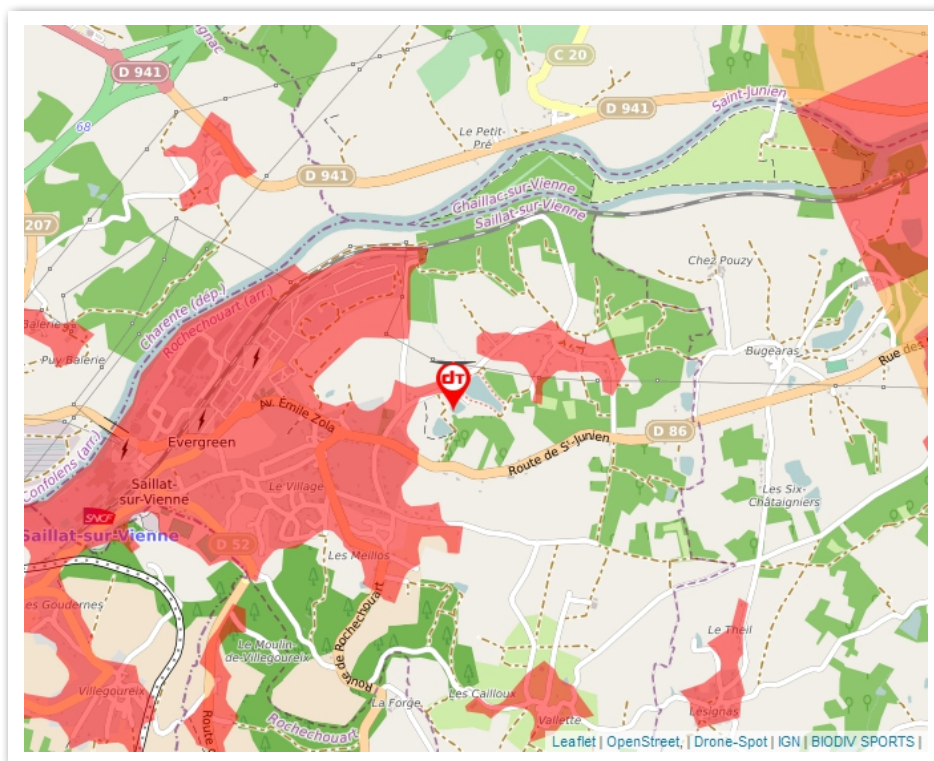 D 941
C 20
D 941
Saint-Junien
68
Le Petit-
Pré
D 941
Chaillac-sur-Vienne
Saillat-sur-Vienne
207
Charente (dép.)
Rochechouart (arr.)
Chez Pouzy
Puy Balerie
Bugearas
Rue des
dT
Av. Émile Zola
D 86
Evergreen
Route de St-Junien
Confolens (arr.)
Saillat-
sur-Vienne
Le Village
Les Six-
Châtaigniers
SNCF
Saillat-sur-Vienne
D 52
Les Meillos
Les Goudernes
Route de Rochechouart
Le Moulin
de-Villegoureix
Le Theil
Villegoureix
La Forge
Les Cailloux
Lésignas
Vallette
Rochechouart
Route
Leaflet | OpenStreet, | Drone-Spot | IGN | BIODIV SPORTS |